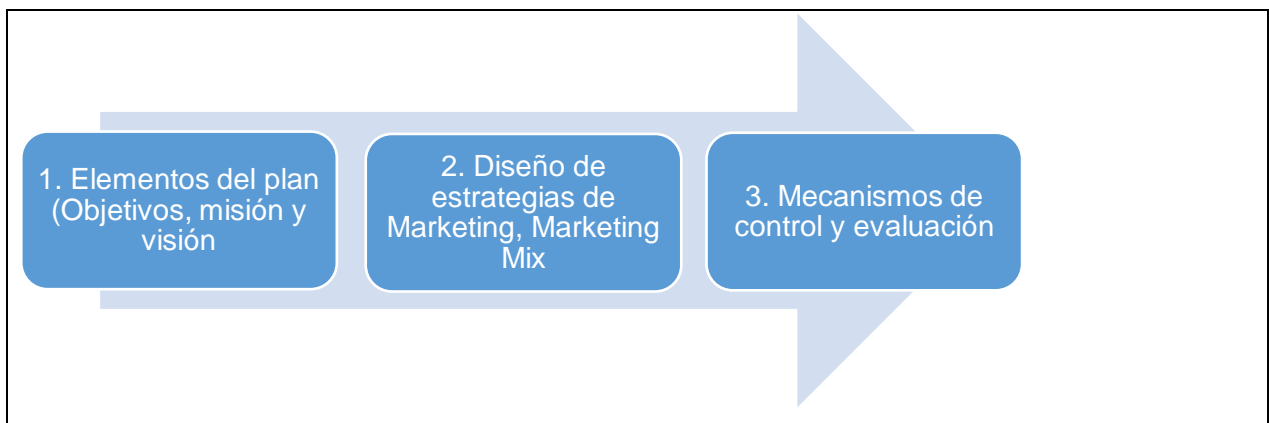 1. Elementos del plan
(Objetivos, misión y
visión
2. Diseño de
estrategias de
Marketing, Marketing
Mix
3. Mecanismos de
control y evaluación